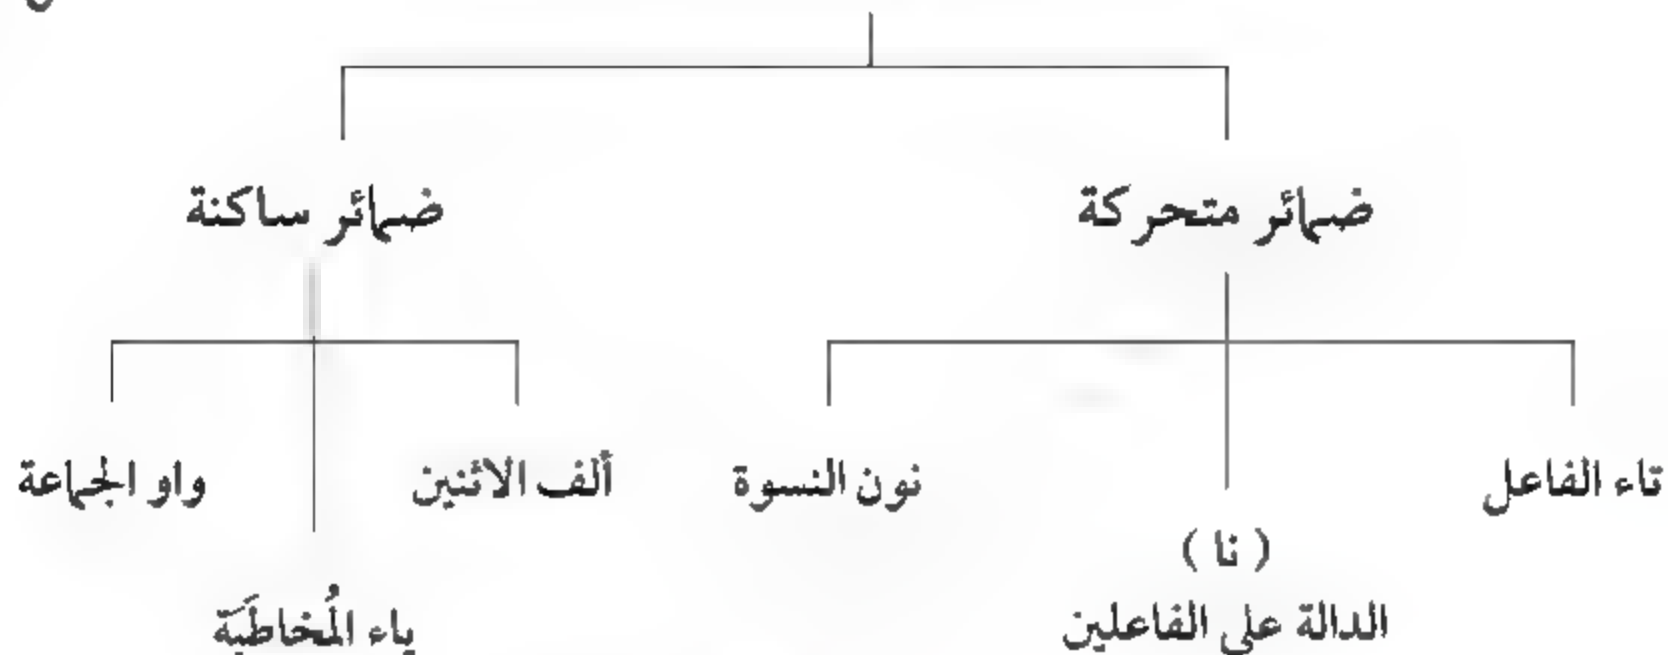 ضمائر متحركة
ضمائر ساكنة
تاء الفاعل
نون النسوة
ألف الاثنين
واو الجماعة
( نا )
الدالة على الفاعلين
ياء المُخاطَبَة